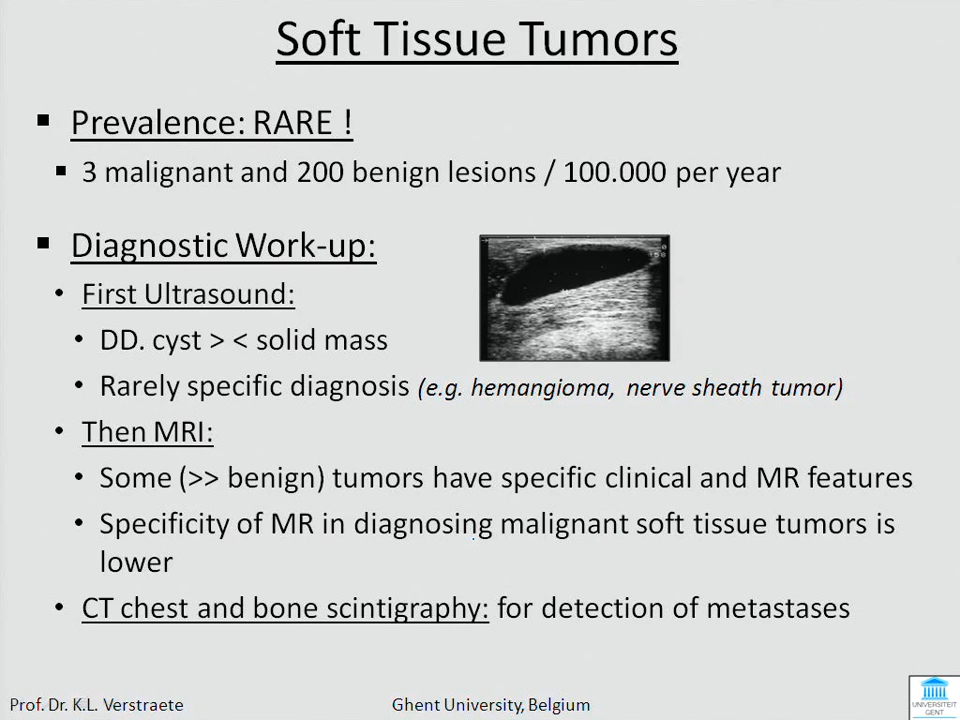 Soft Tissue Tumors
▪ Prevalence: RARE !
▪ 3 malignant and 200 benign lesions / 100.000 per year
▪ Diagnostic Work-up:
• First Ultrasound:
• DD. cyst > < solid mass
• Rarely specific diagnosis (e.g. hemangioma, nerve sheath tumor)
• Then MRI:
• Some (>> benign) tumors have specific clinical and MR features
• Specificity of MR in diagnosing malignant soft tissue tumors is
lower
• CT chest and bone scintigraphy: for detection of metastases
Prof. Dr. K.L. Verstraete
Ghent University, Belgium
UNIVERSITEIT
GENT